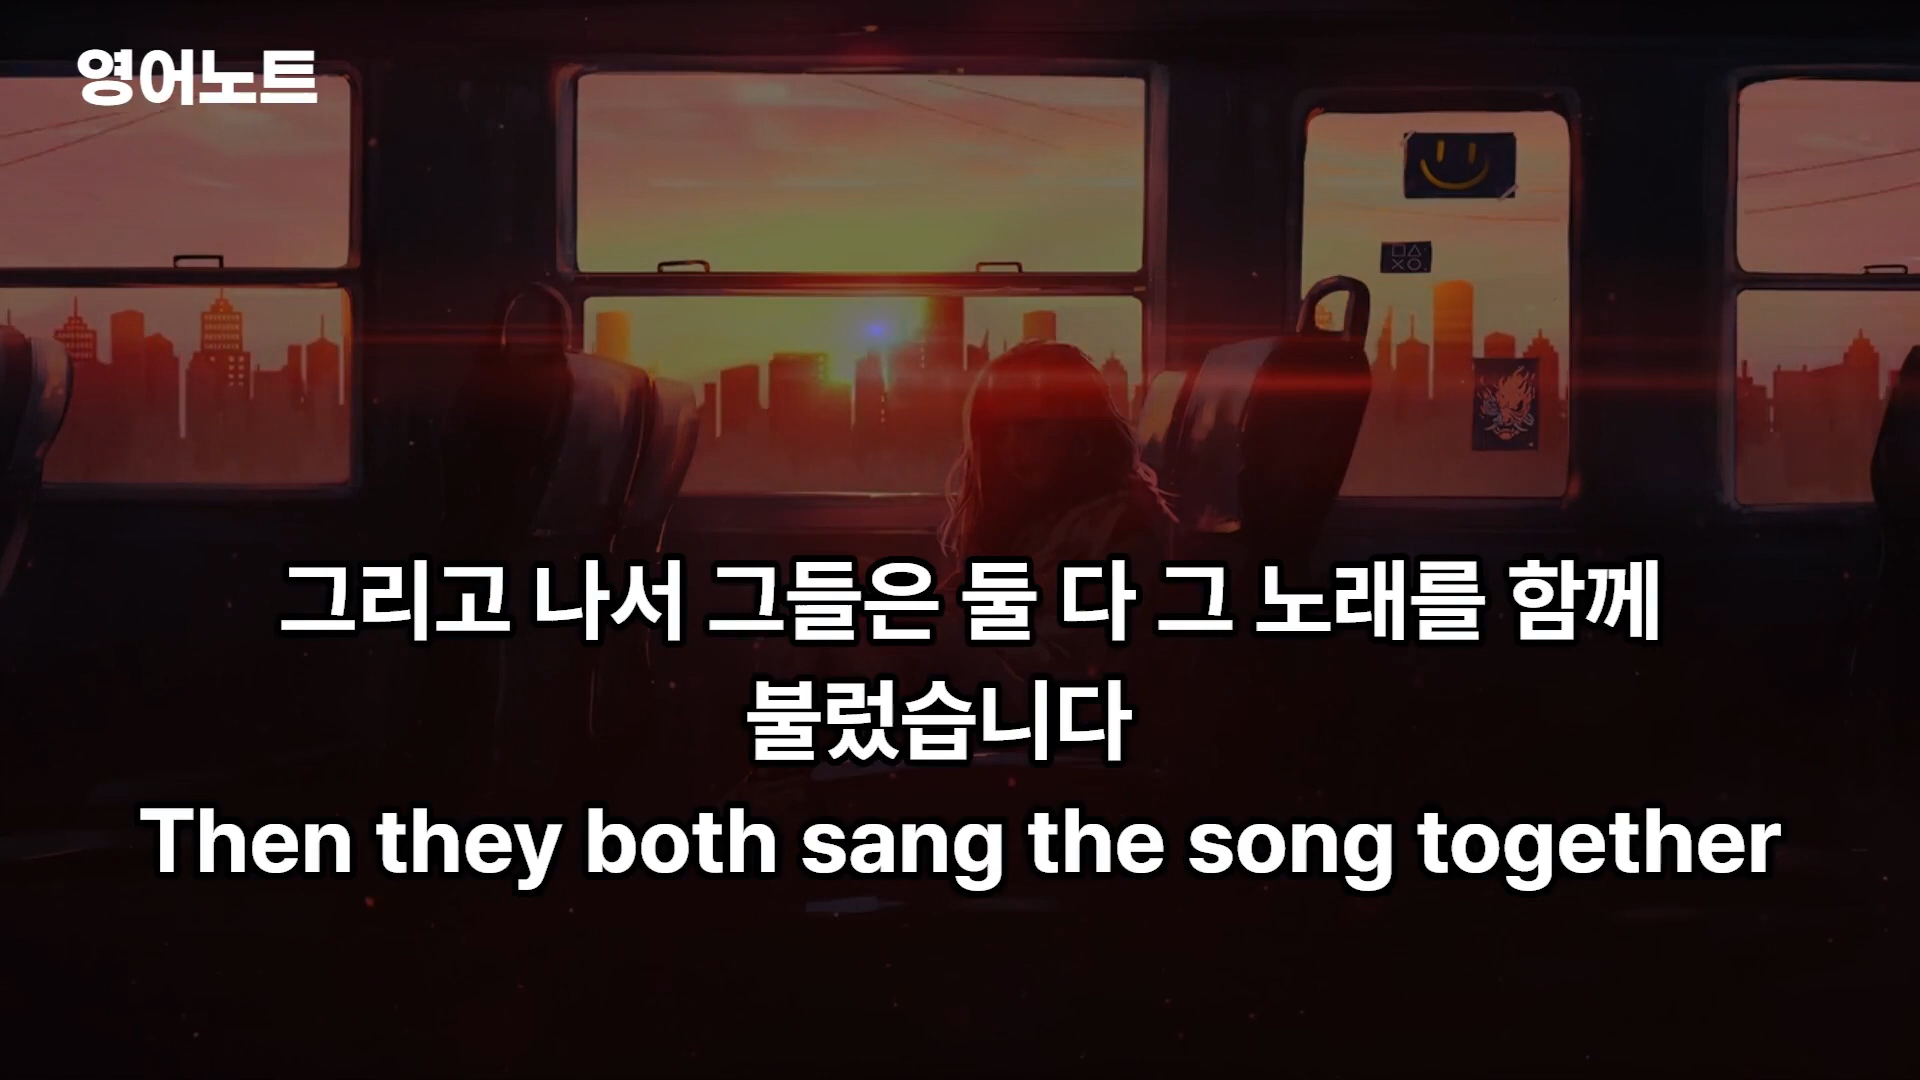 영어노트
그리고 나서 그들은 둘 다 그 노래를 함께
불렀습니다
Then they both sang the song together